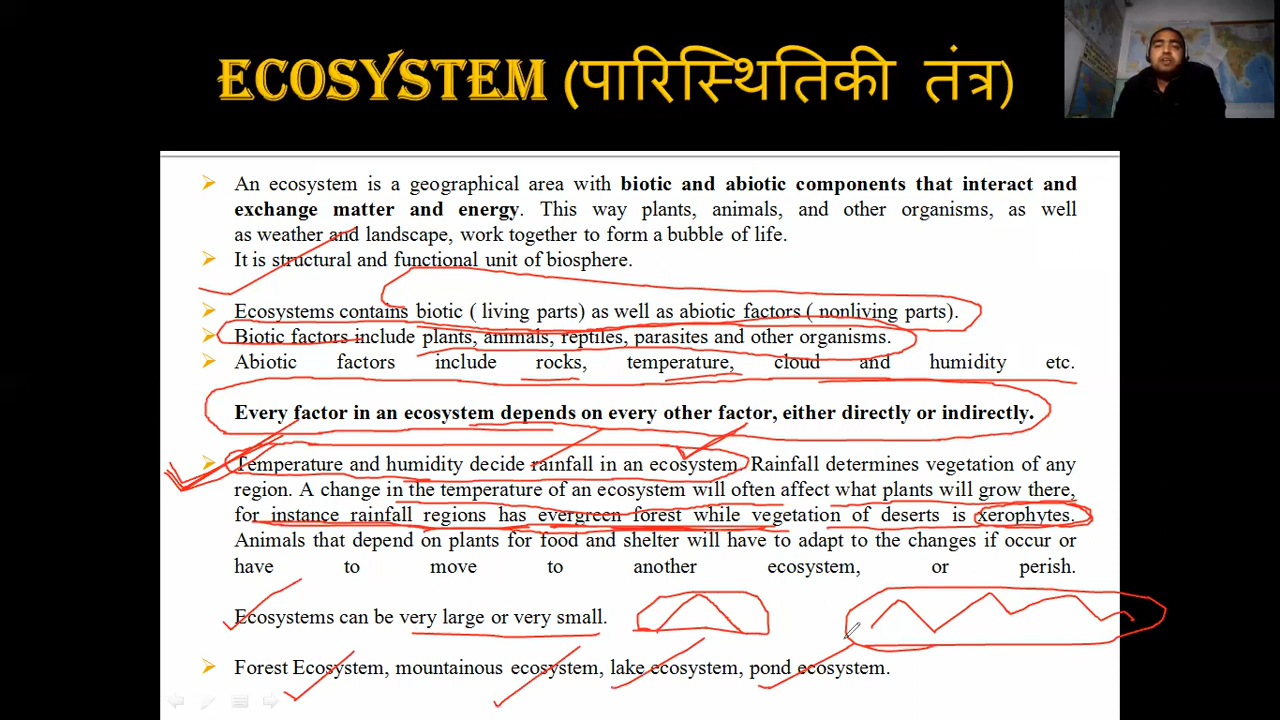 ECOSYSTEM (पारिस्थितिकी तंत्र)
An ecosystem is a geographical area with biotic and abiotic components that interact and
exchange matter and energy. This way plants, animals, and other organisms, as well
as weather and landscape, work together to form a bubble of life.
It is structural and functional unit of biosphere.
Ecosystems contains biotic ( living parts) as well as abiotic factors ( nonliving parts).
Biotic factors include plants, animals, reptiles, parasites and other organisms.
Abiotic factors include rocks, temperature, cloud and humidity etc.
Every factor in an ecosystem depends on every other factor, either directly or indirectly.
Temperature and humidity decide rainfall in an ecosystem. Rainfall determines vegetation of any
region. A change in the temperature of an ecosystem will often affect what plants will grow there,
for instance rainfall regions has evergreen forest while vegetation of deserts is xerophytes.
Animals that depend on plants for food and shelter will have to adapt to the changes if occur or
have to move to another ecosystem, or perish.
Ecosystems can be very large or very small.
Forest Ecosystem, mountainous ecosystem, lake ecosystem, pond ecosystem.